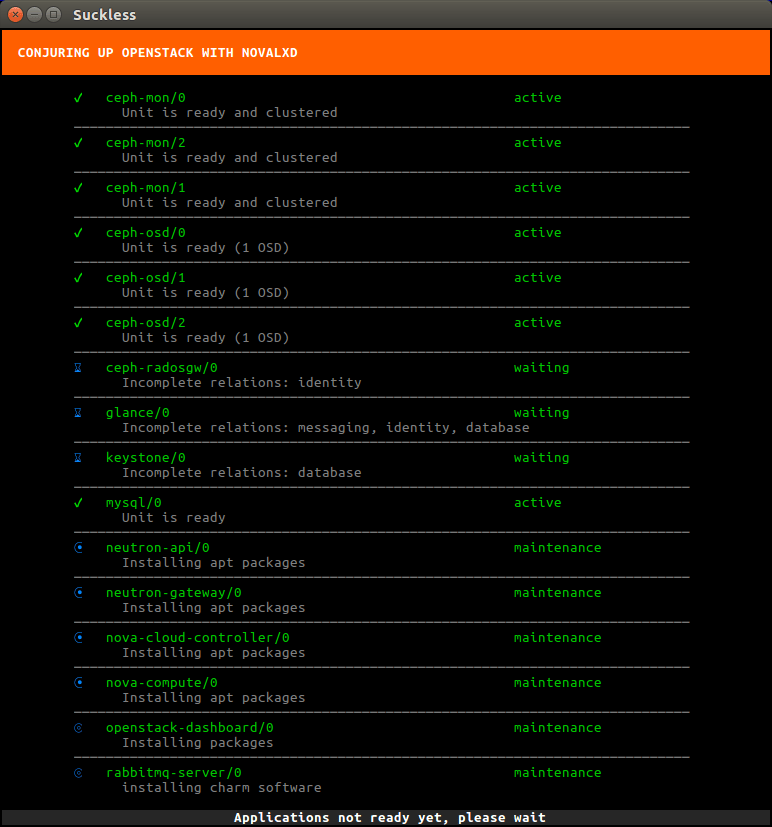 Suckless
CONJURING UP OPENSTACK WITH NOVALXD
✓ ceph-mon/0 active
Unit is ready and clustered
✓ ceph-mon/2 active
Unit is ready and clustered
✓ ceph-mon/1 active
Unit is ready and clustered
✓ ceph-osd/0 active
Unit is ready (1 OSD)
✓ ceph-osd/1 active
Unit is ready (1 OSD)
✓ ceph-osd/2 active
Unit is ready (1 OSD)
ceph-radosgw/0 waiting
Incomplete relations: identity
glance/0 waiting
Incomplete relations: messaging, identity, database
keystone/0 waiting
Incomplete relations: database
✓ mysql/0 active
Unit is ready
neutron-api/0 maintenance
Installing apt packages
neutron-gateway/0 maintenance
Installing apt packages
nova-cloud-controller/0 maintenance
Installing apt packages
nova-compute/0 maintenance
Installing apt packages
openstack-dashboard/0 maintenance
Installing packages
rabbitmq-server/0 maintenance
installing charm software
Applications not ready yet, please wait